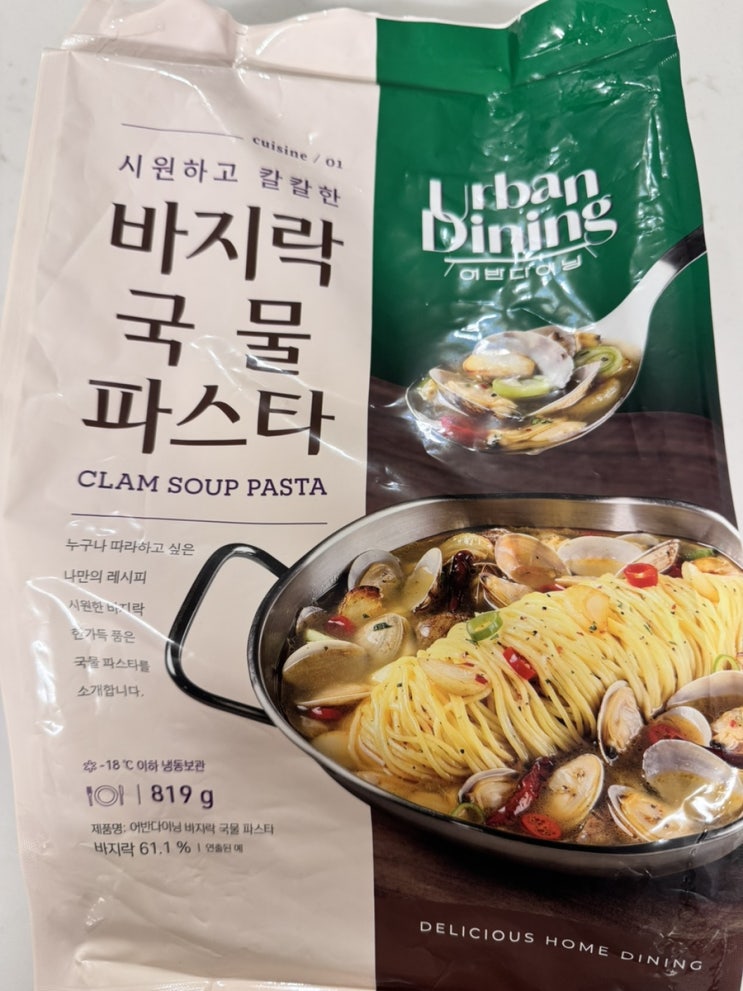 cuisine / 01
시원하고 칼칼한
바지락
국물
파스타
CLAM SOUP PASTA
누구나 따라하고 싶은
나만의 레시피
시원한 바지락
한가득 품은
국물 파스타를
소개합니다.
-18℃ 이하 냉동보관
819 g
제품명: 어반다이닝 바지락 국물 파스타
바지락 61.1 % | 연출된 예
Urban
Dining
어반다이닝
DELICIOUS HOME DINING